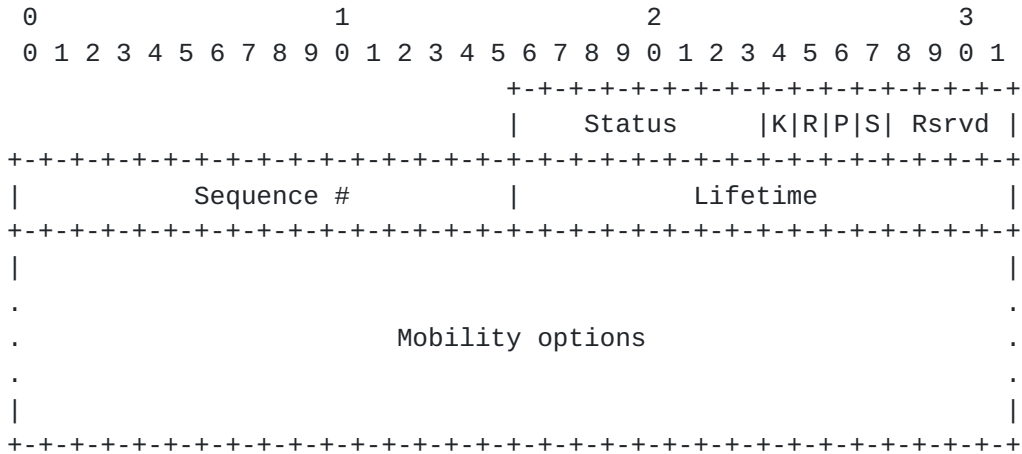 0                   1                   2                   3
 0 1 2 3 4 5 6 7 8 9 0 1 2 3 4 5 6 7 8 9 0 1 2 3 4 5 6 7 8 9 0 1
                                +-+-+-+-+-+-+-+-+-+-+-+-+-+-+-+-+
                                |    Status     |K|R|P|S| Rsrvd |
+-+-+-+-+-+-+-+-+-+-+-+-+-+-+-+-+-+-+-+-+-+-+-+-+-+-+-+-+-+-+-+-+
|           Sequence #          |           Lifetime            |
+-+-+-+-+-+-+-+-+-+-+-+-+-+-+-+-+-+-+-+-+-+-+-+-+-+-+-+-+-+-+-+-+
|                                                               |
.                                                               .
.                        Mobility options                       .
.                                                               .
|                                                               |
+-+-+-+-+-+-+-+-+-+-+-+-+-+-+-+-+-+-+-+-+-+-+-+-+-+-+-+-+-+-+-+-+